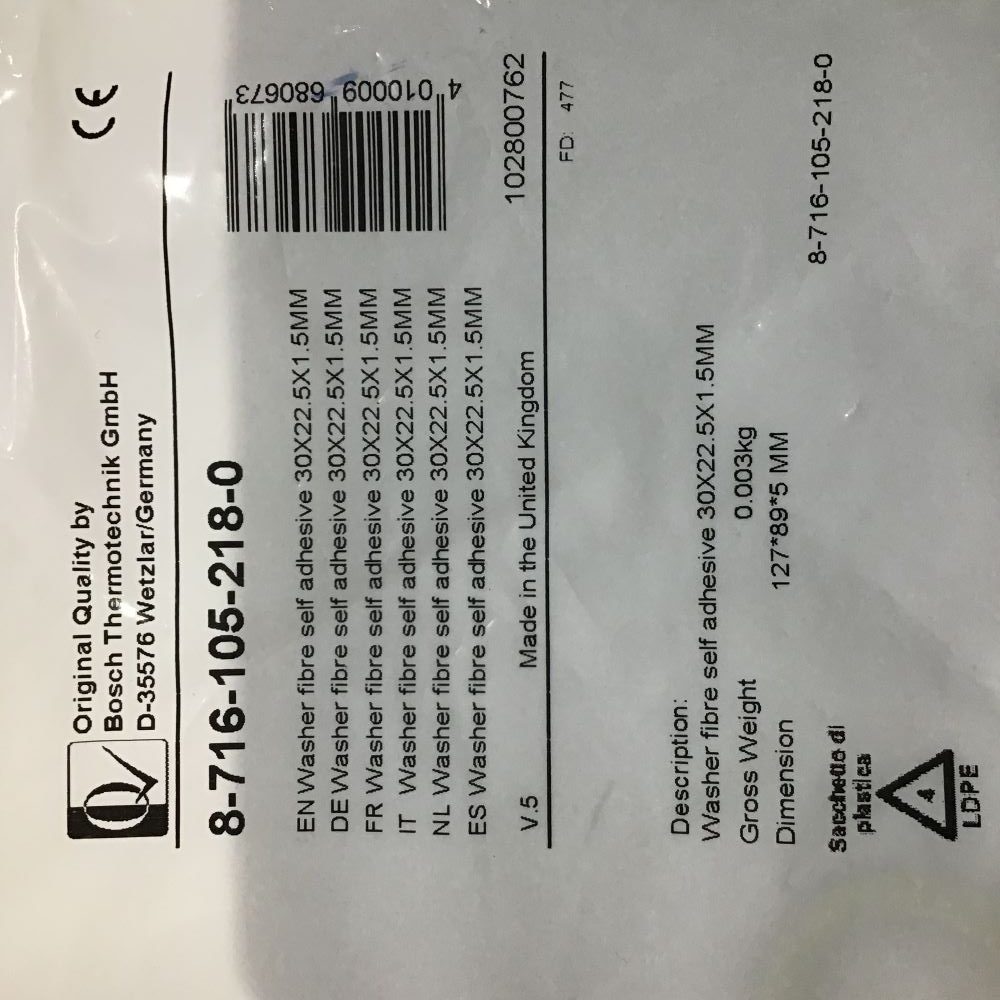 Original Quality by
Bosch Thermotechnik GmbH
D-35576 Wetzlar/Germany
CE
8-716-105-218-0
4 010009 680673
EN Washer fibre self adhesive 30X22.5X1.5MM
DE Washer fibre self adhesive 30X22.5X1.5MM
FR Washer fibre self adhesive 30X22.5X1.5MM
IT Washer fibre self adhesive 30X22.5X1.5MM
NL Washer fibre self adhesive 30X22.5X1.5MM
ES Washer fibre self adhesive 30X22.5X1.5MM
V.5 Made in the United Kingdom 102800762
FD: 477
Description:
Washer fibre self adhesive 30X22.5X1.5MM
Gross Weight 0.003kg
Dimension 127*89*5 MM
8-716-105-218-0
Sacchetto di
plastica
4
LDPE